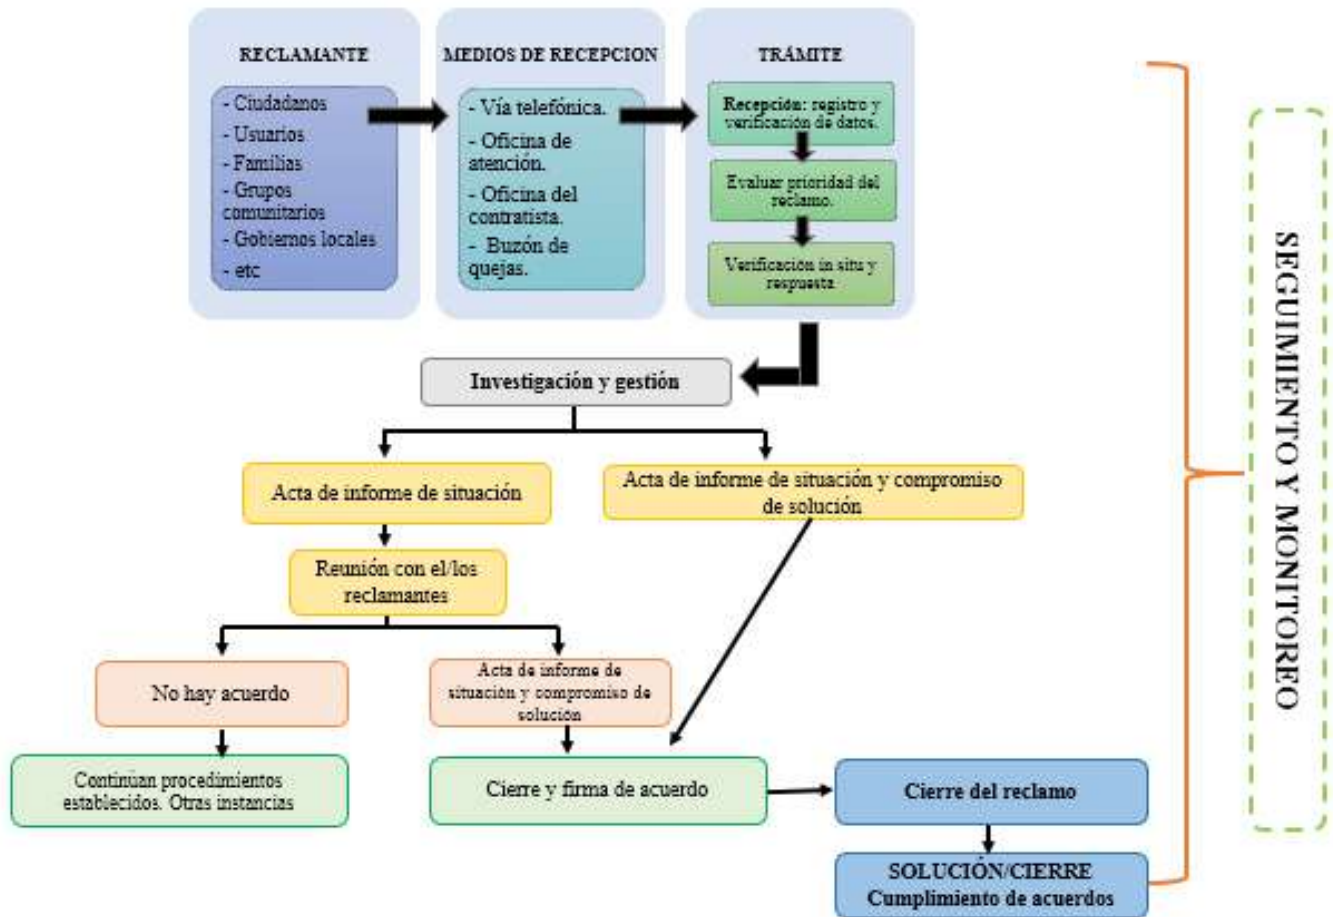 RECLAMANTE
- Ciudadanos
- Usuarios
- Familias
- Grupos
comunitarios
- Gobiernos locales
- etc
MEDIOS DE RECEPCION
- Vía telefónica.
- Oficina de
atención.
- Oficina del
contratista.
- Buzón de
quejas.
TRÁMITE
Recepción: registro y
verificación de datos.
Evaluar prioridad del
reclamo.
Verificación in situ y
respuesta
Investigación y gestión
Acta de informe de situación
Acta de informe de situación y compromiso
de solución
Reunión con el/los
reclamantes
No hay acuerdo
Acta de informe de
situación y compromiso de
solución
Continúan procedimientos
establecidos. Otras instancias
Cierre y firma de acuerdo
Cierre del reclamo
SOLUCIÓN/CIERRE
Cumplimiento de acuerdos
SEGUIMIENTO Y MONITOREO